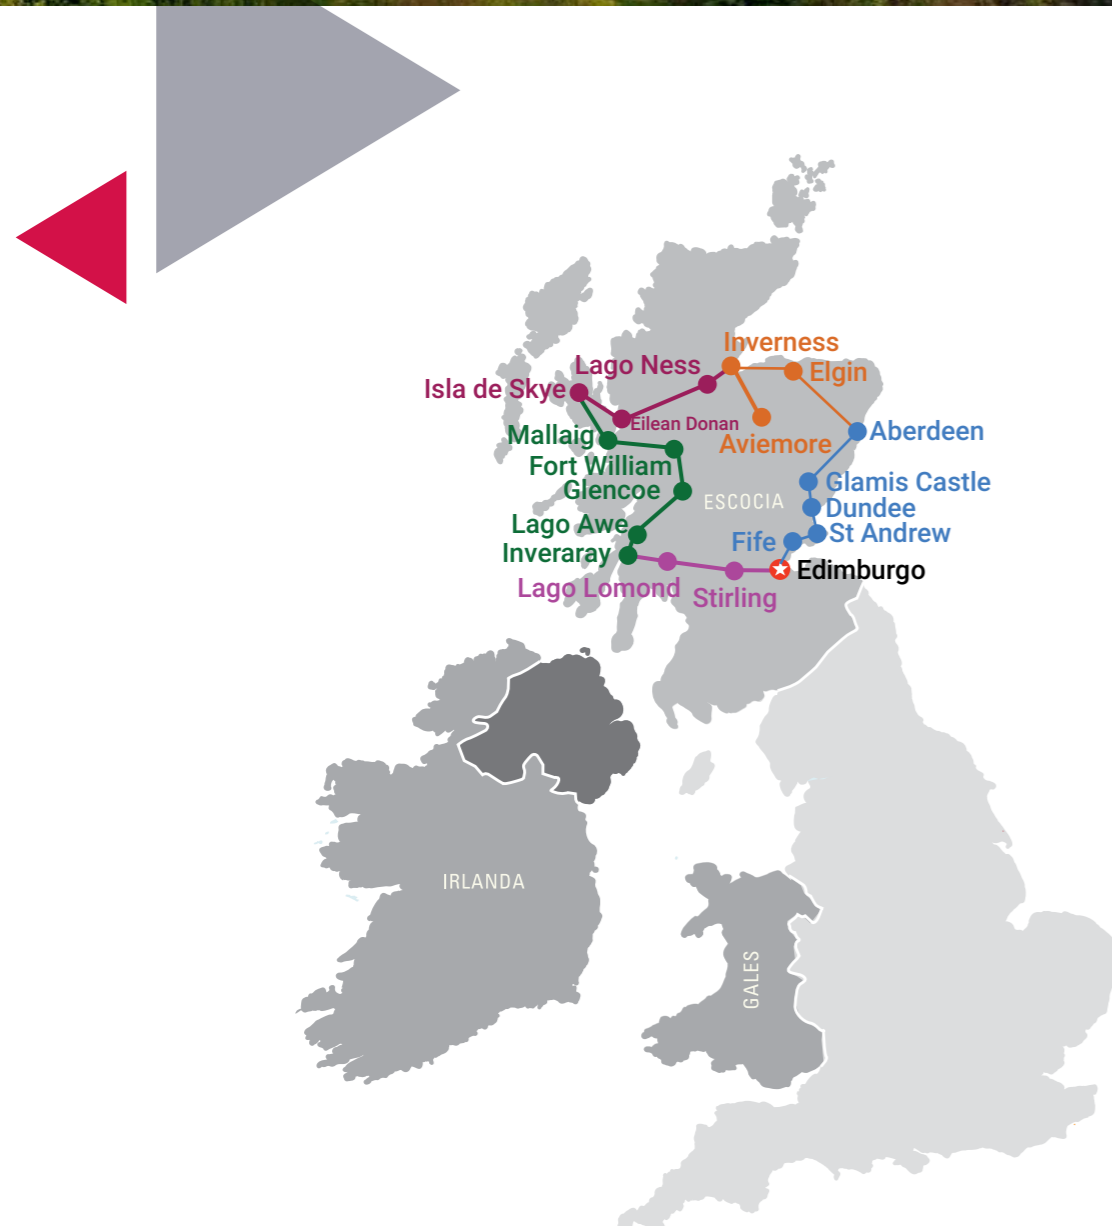 Inverness
Lago Ness
Elgin
Isla de Skye
Eilean Donan
Aberdeen
Mallaig
Aviemore
Fort William
Glencoe
Glamis Castle
ESCOCIA
Dundee
Lago Awe
St Andrew
Fife
Inveraray
Edimburgo
Lago Lomond
Stirling
IRLANDA
GALES